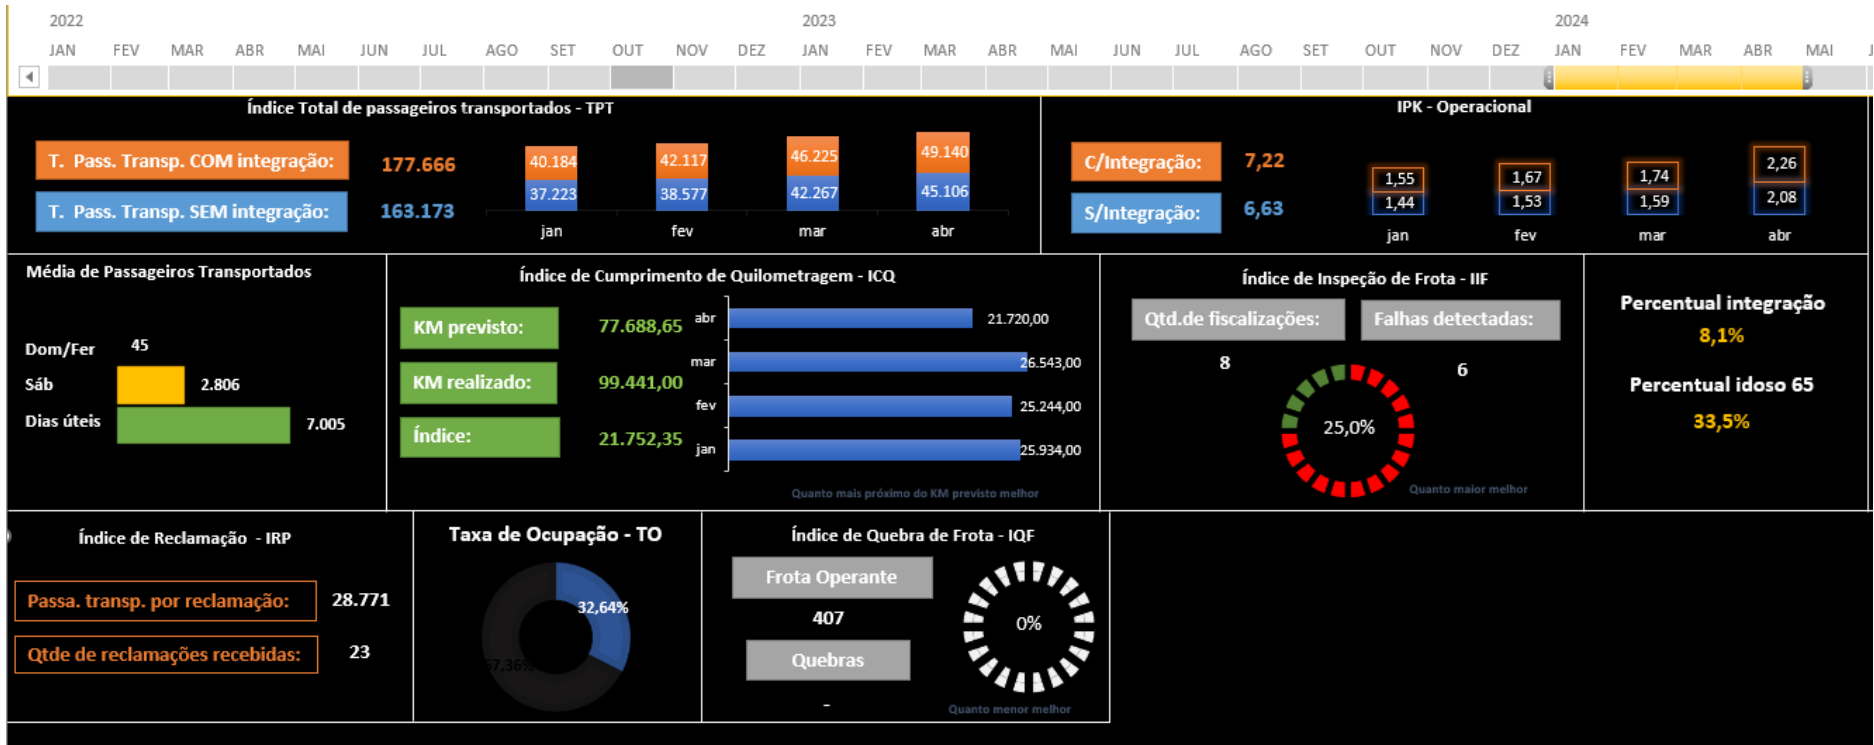 2022 2023 2024
JAN FEV MAR ABR MAI JUN JUL AGO SET OUT NOV DEZ JAN FEV MAR ABR MAI JUN JUL AGO SET OUT NOV DEZ JAN FEV MAR ABR MAI
Índice Total de passageiros transportados - TPT
T. Pass. Transp. COM integração: 177.666
T. Pass. Transp. SEM integração: 163.173
40.184 42.117 46.225 49.140
37.223 38.577 42.267 45.106
jan fev mar abr
IPK - Operacional
C/Integração: 7,22
S/Integração: 6,63
1,55 1,67 1,74 2,26
1,44 1,53 1,59 2,08
jan fev mar abr
Média de Passageiros Transportados
Dom/Fer 45
Sáb 2.806
Dias úteis 7.005
Índice de Cumprimento de Quilometragem - ICQ
KM previsto: 77.688,65
KM realizado: 99.441,00
Índice: 21.752,35
abr 21.720,00
mar 26.543,00
fev 25.244,00
jan 25.934,00
Quanto mais próximo do KM previsto melhor
Índice de Inspeção de Frota - IIF
Qtd.de fiscalizações: Falhas detectadas:
8 6
25,0%
Quanto maior melhor
Percentual integração
8,1%
Percentual idoso 65
33,5%
Índice de Reclamação - IRP
Passa. transp. por reclamação: 28.771
Qtde de reclamações recebidas: 23
Taxa de Ocupação - TO
32,64%
67,36%
Índice de Quebra de Frota - IQF
Frota Operante
407
Quebras
-
0%
Quanto menor melhor